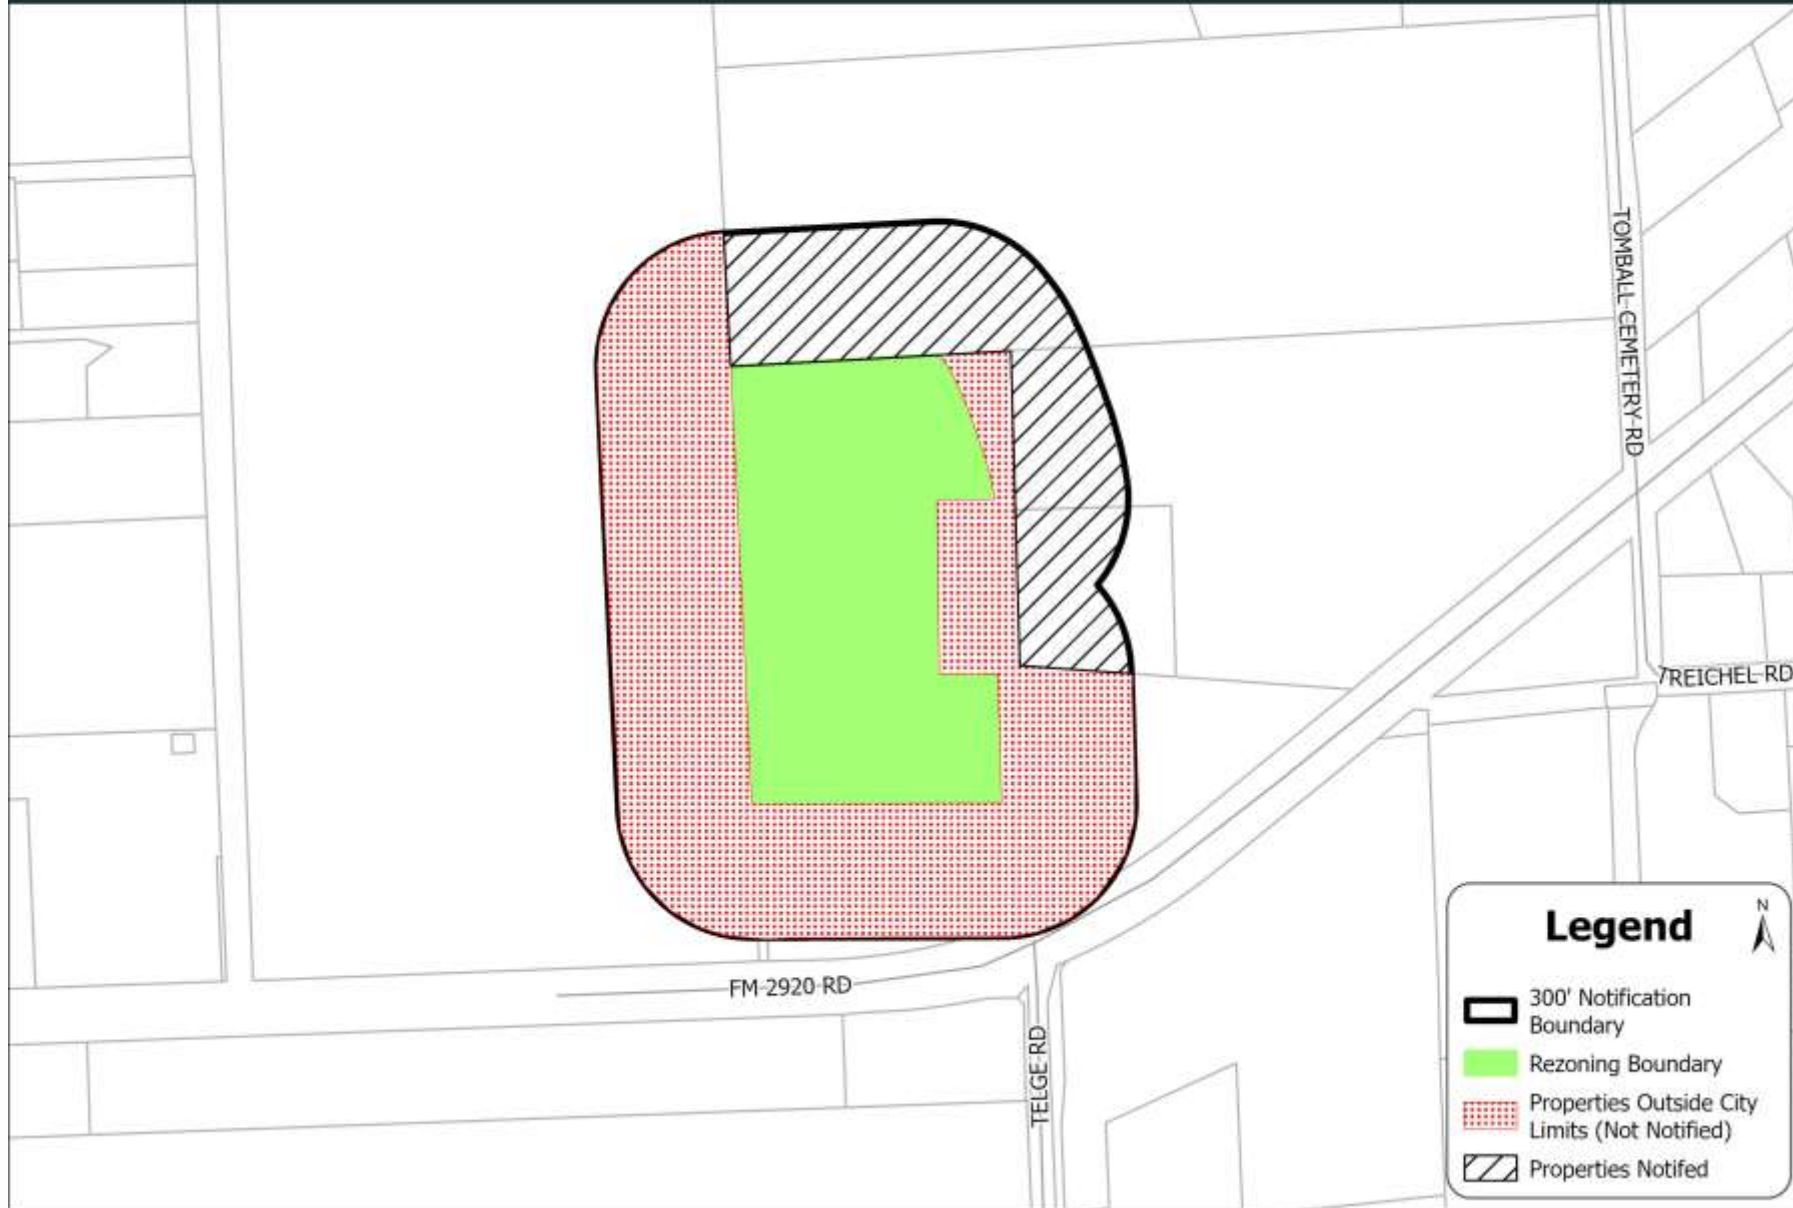 TOMBALL CEMETERY RD
REICHEL RD
FM 2920 RD
TELGE RD
Legend
N
300' Notification
Boundary
Rezoning Boundary
Properties Outside City
Limits (Not Notified)
Properties Notifed